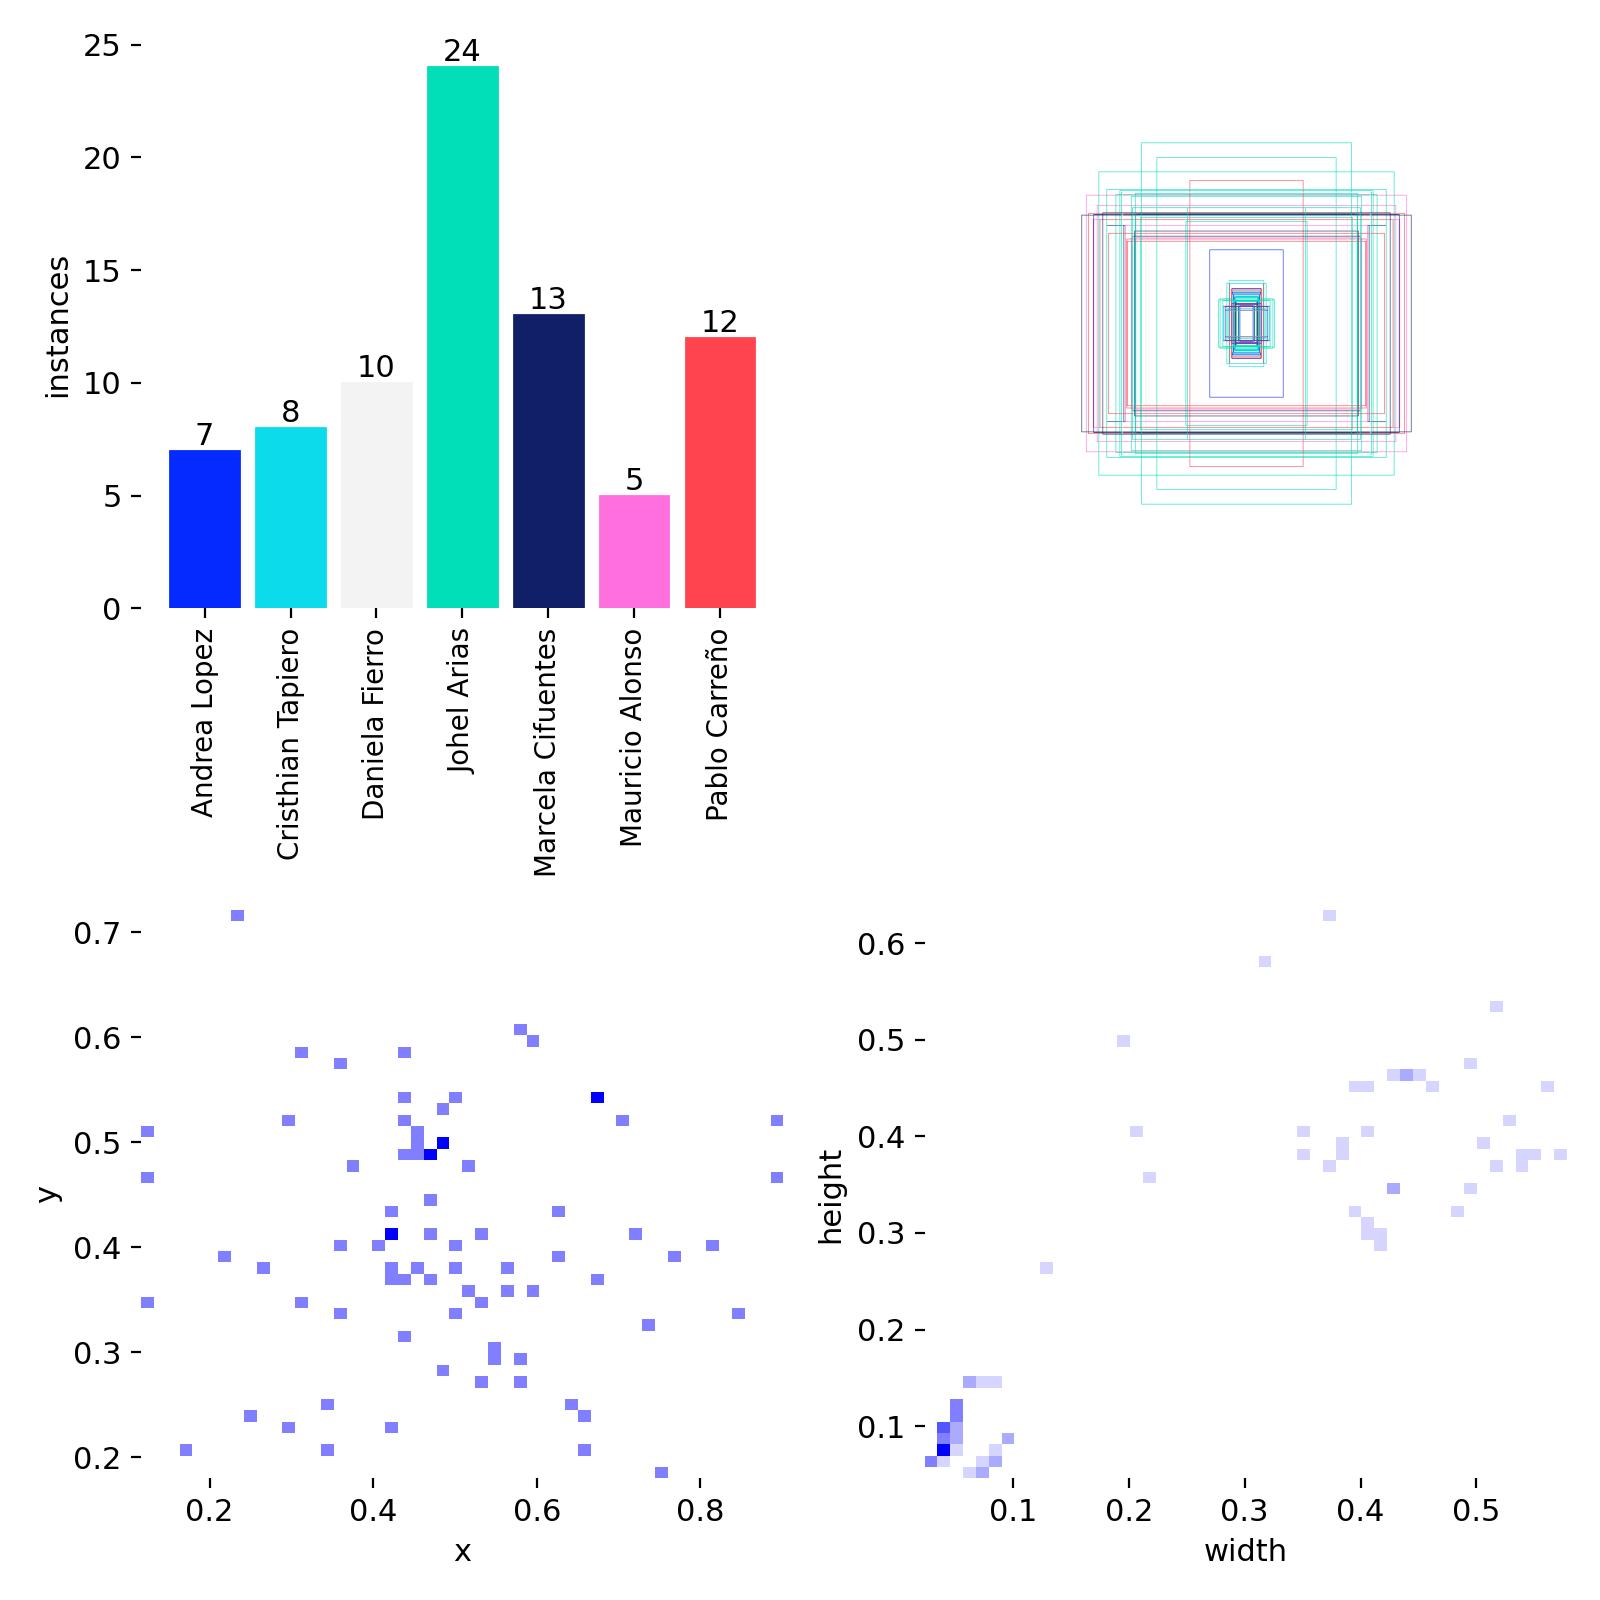 25
20
15
10
5
0
instances
7
8
10
24
13
5
12
Andrea Lopez
Cristhian Tapiero
Daniela Fierro
Johel Arias
Marcela Cifuentes
Mauricio Alonso
Pablo Carreño
0.7
0.6
0.5
0.4
0.3
0.2
y
0.2 0.4 0.6 0.8
x
0.6
0.5
0.4
0.3
0.2
0.1
height
0.1 0.2 0.3 0.4 0.5
width